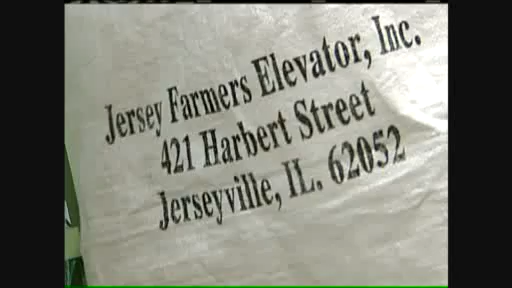 Jersey Farmers Elevator, Inc.
421 Harbert Street
Jerseyville, IL. 62052